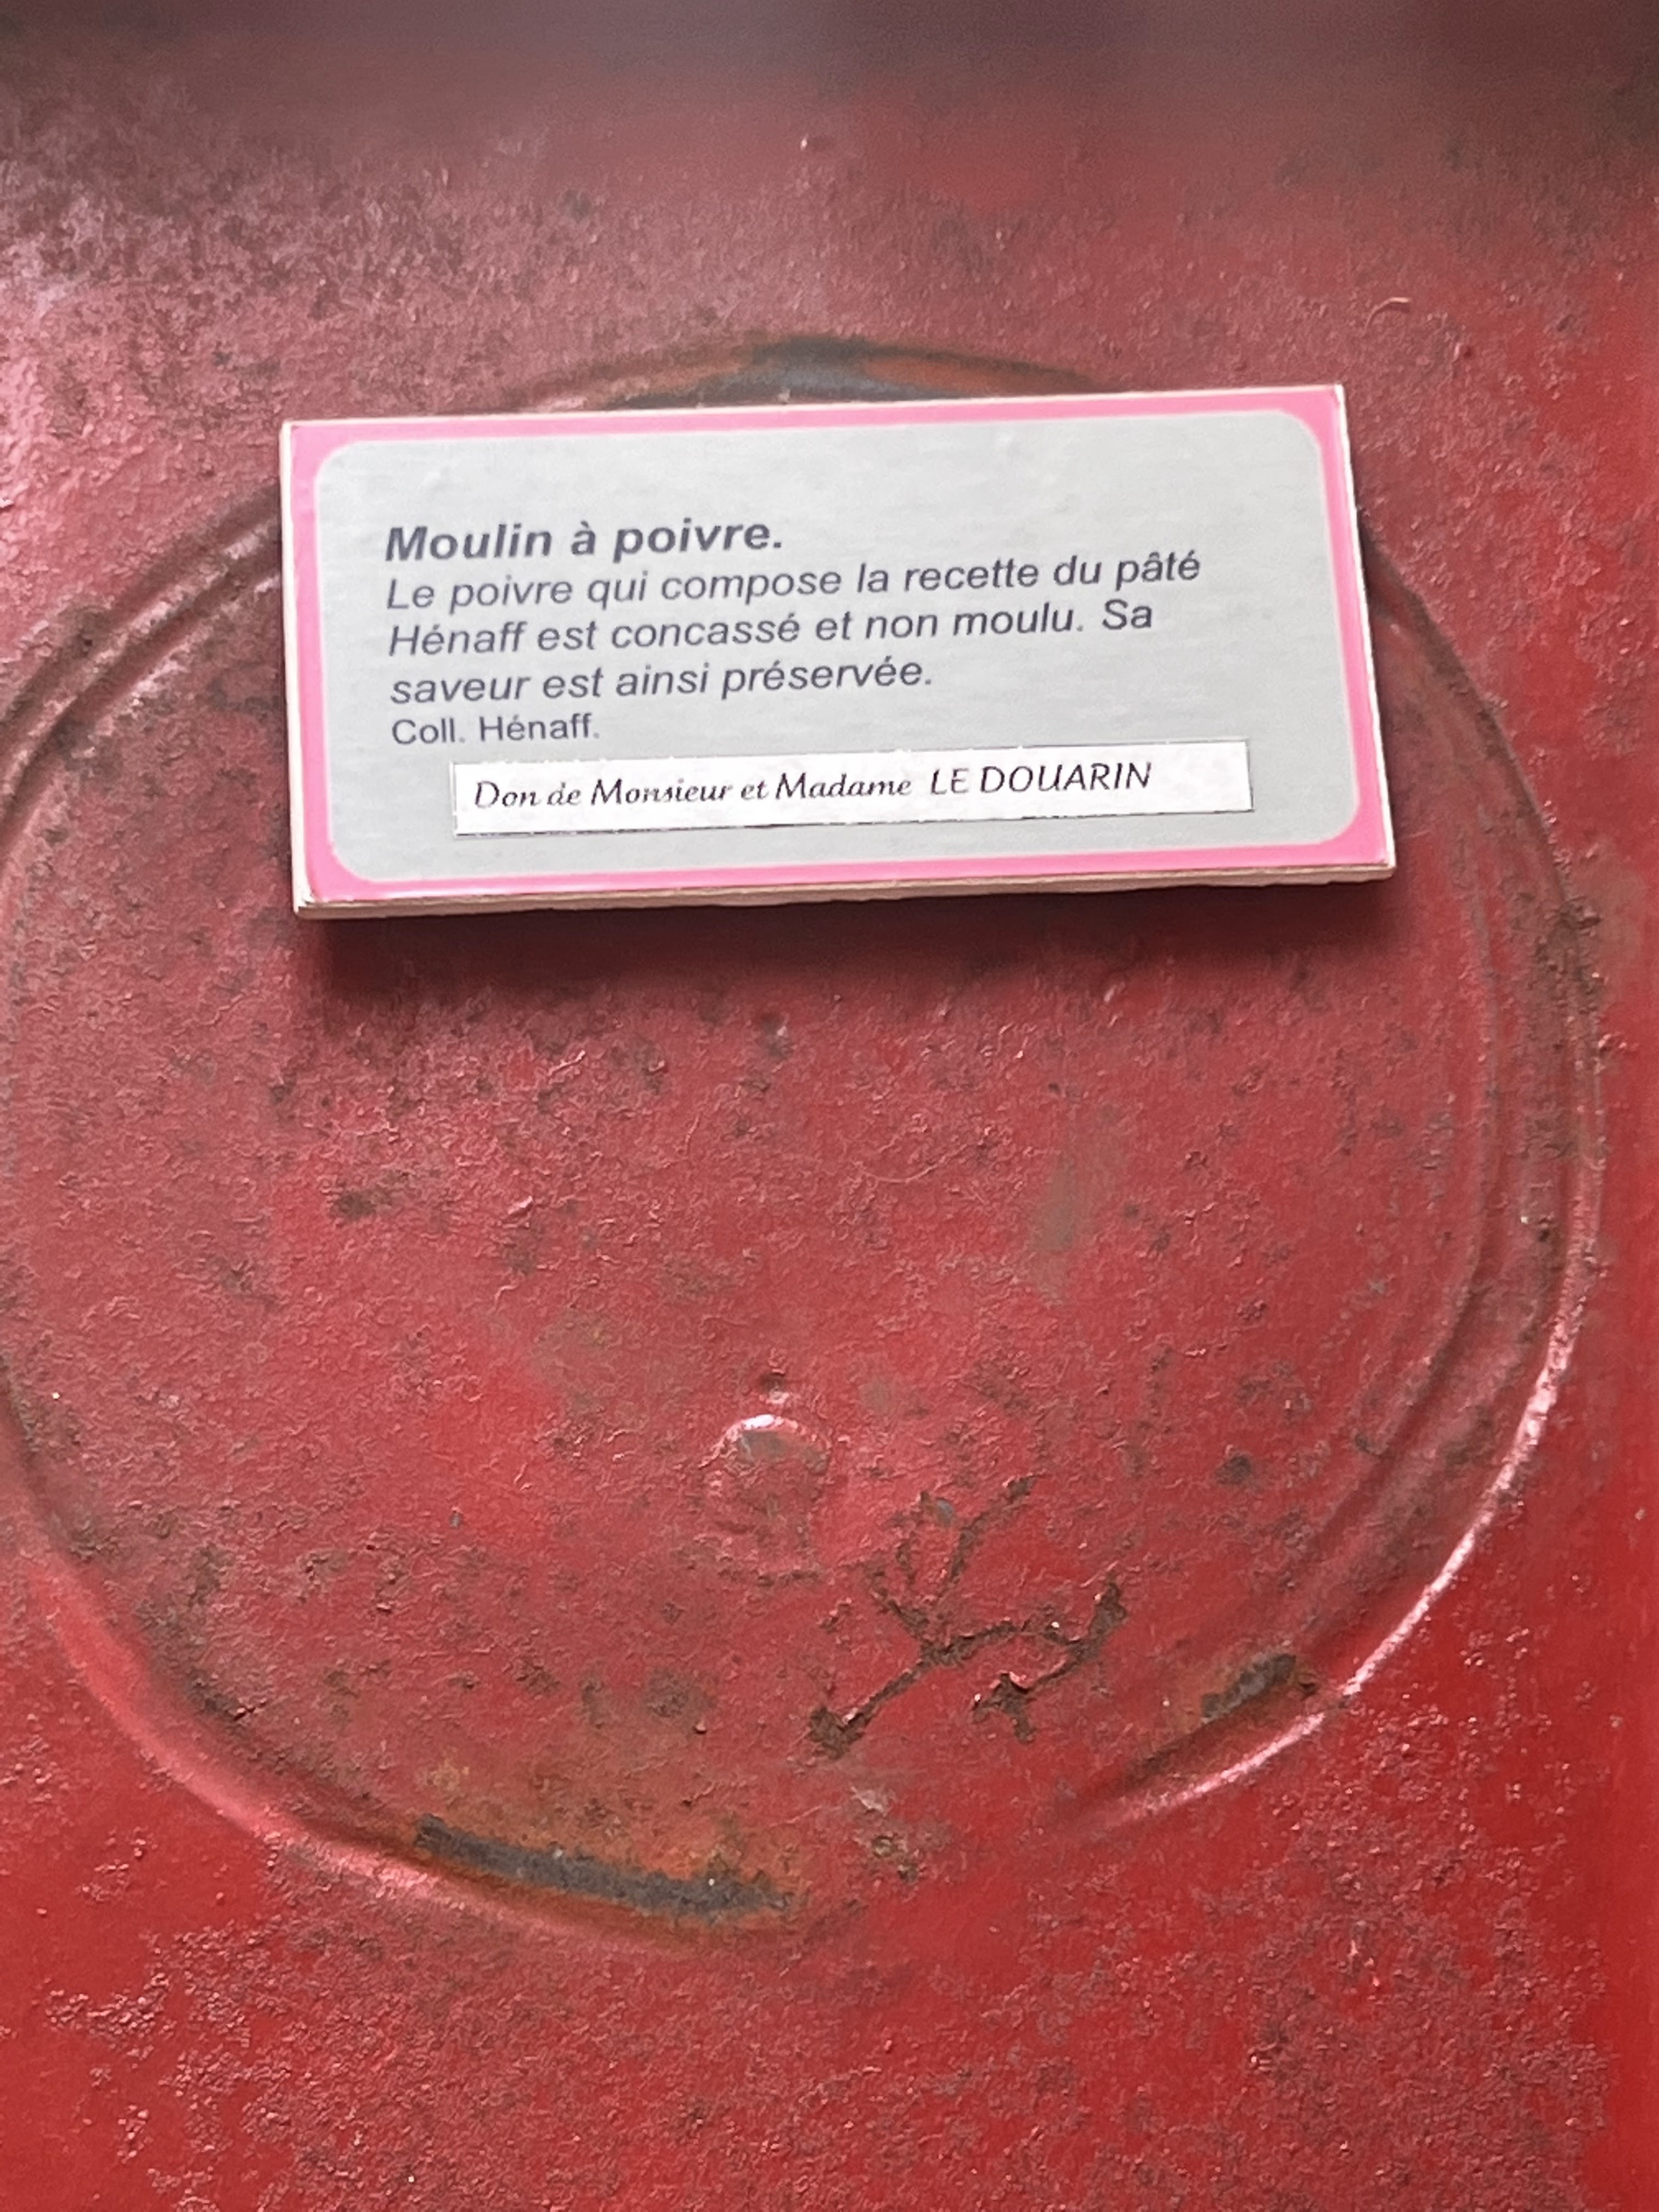 Moulin à poivre.
Le poivre qui compose la recette du pâté
Hénaff est concassé et non moulu. Sa
saveur est ainsi préservée.
Coll. Hénaff.
Don de Monsieur et Madame LE DOUARIN